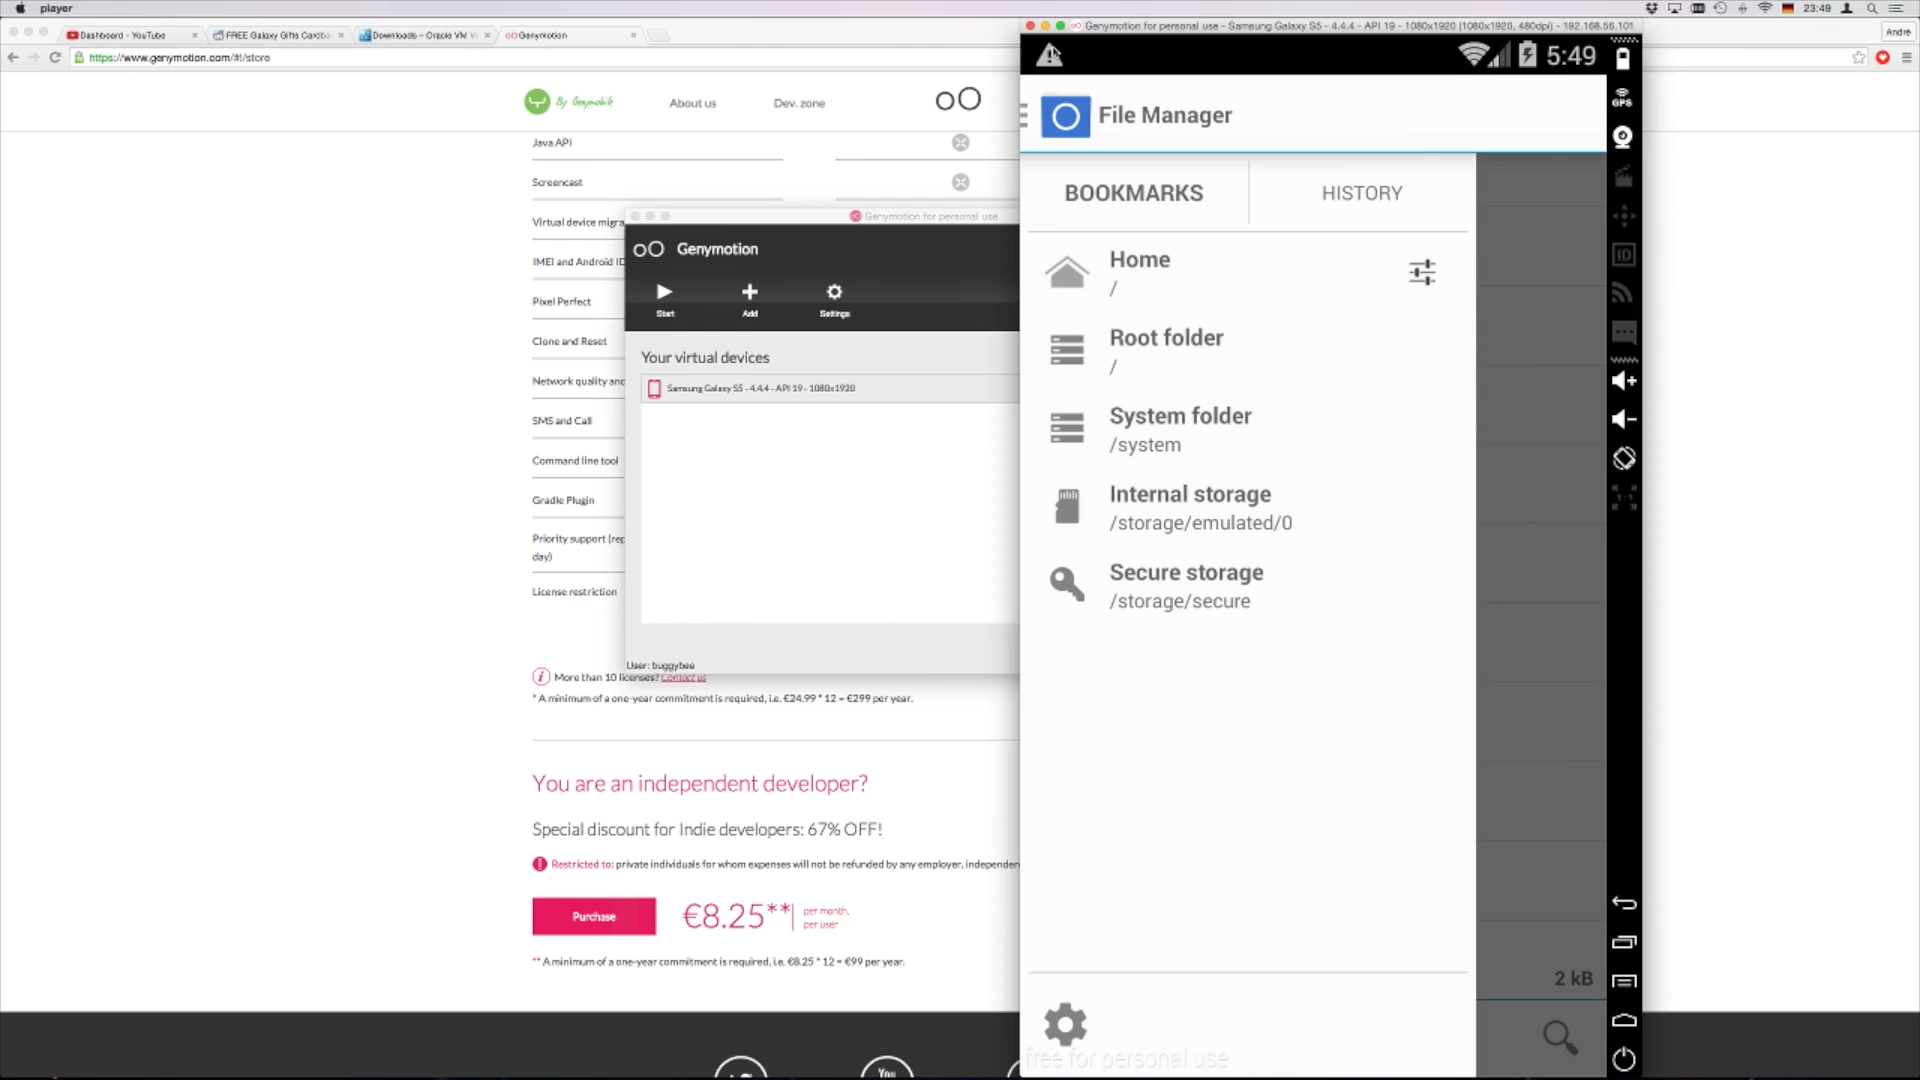 player
23:49
Dashboard - YouTube
FREE Galaxy Gifts Cardbo
Downloads – Oracle VM V
Genymotion
André
https://www.genymotion.com/#!/store
By Genymobile
About us
Dev. zone
Java API
Screencast
Virtual device migra
IMEI and Android ID
Pixel Perfect
Clone and Reset
Network quality and
SMS and Call
Command line tool
Gradle Plugin
Priority support (rep
day)
License restriction
More than 10 licenses? Contact us
* A minimum of a one-year commitment is required, i.e. €24.99 * 12 = €299 per year.
You are an independent developer?
Special discount for Indie developers: 67% OFF!
Restricted to: private individuals for whom expenses will not be refunded by any employer, independen
Purchase
€8.25**
per month,
per user
** A minimum of a one-year commitment is required, i.e. €8.25 * 12 = €99 per year.
You
Genymotion for personal use
Genymotion
Start
Add
Settings
Your virtual devices
Samsung Galaxy S5 - 4.4.4 - API 19 - 1080x1920
User: buggybee
Genymotion for personal use - Samsung Galaxy S5 - 4.4.4 - API 19 - 1080x1920 (1080x1920, 480dpi) - 192.168.56.101
5:49
File Manager
BOOKMARKS
HISTORY
Home
/
Root folder
/
System folder
/system
Internal storage
/storage/emulated/0
Secure storage
/storage/secure
2 kB
free for personal use
GPS
ID
1:1